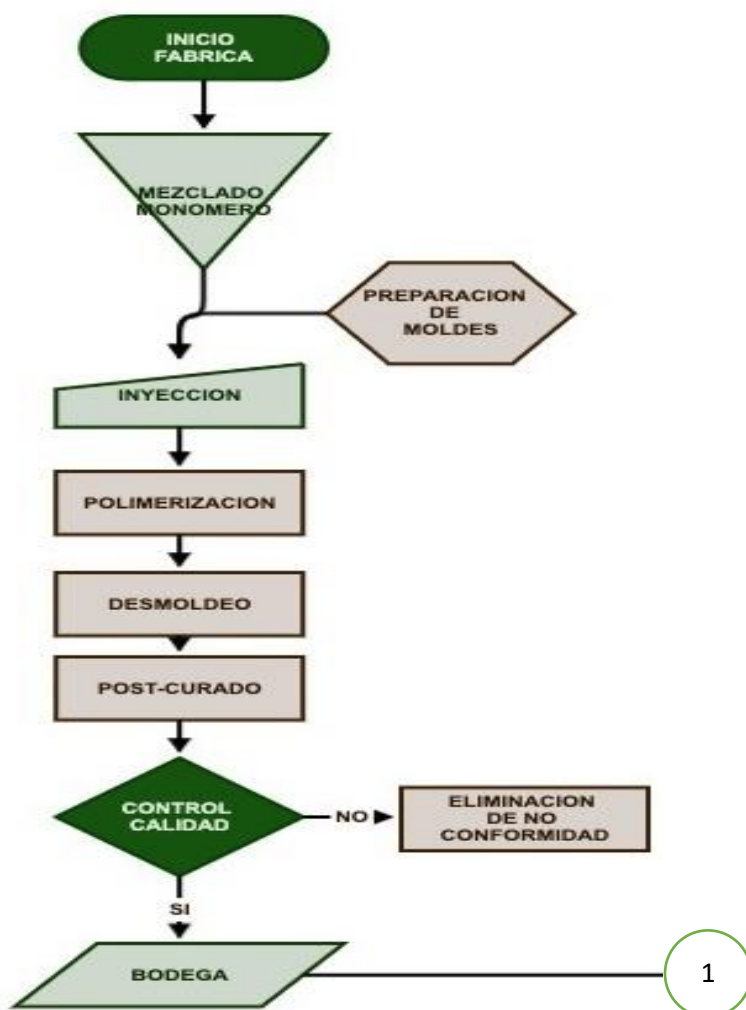 INICIO
FABRICA
MEZCLADO
MONOMERO
PREPARACION
DE
MOLDES
INYECCION
POLIMERIZACION
DESMOLDEO
POST-CURADO
CONTROL
CALIDAD
NO
ELIMINACION
DE NO
CONFORMIDAD
SI
BODEGA
1